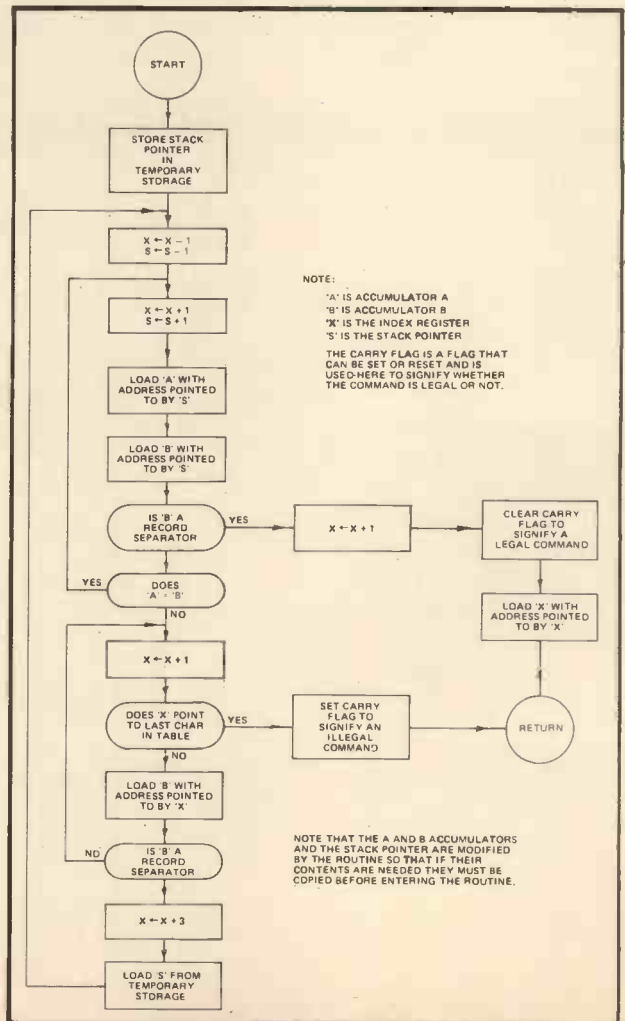 START
STORE STACK
POINTER
IN
TEMPORARY
STORAGE
X ← X – 1
S ← S – 1
X ← X + 1
S ← S + 1
LOAD 'A' WITH
ADDRESS POINTED
TO BY 'S'
LOAD 'B' WITH
ADDRESS POINTED
TO BY 'S'
IS 'B' A
RECORD
SEPARATOR
YES
X ← X + 1
CLEAR CARRY
FLAG TO
SIGNIFY A
LEGAL COMMAND
YES
DOES
'A' = 'B'
NO
LOAD 'X' WITH
ADDRESS POINTED
TO BY 'X'
X ← X + 1
DOES 'X' POINT
TO LAST CHAR
IN TABLE
YES
SET CARRY
FLAG TO
SIGNIFY AN
ILLEGAL
COMMAND
RETURN
NO
LOAD 'B' WITH
ADDRESS POINTED
TO BY 'X'
NO
IS 'B' A
RECORD
SEPARATOR
X ← X + 3
LOAD 'S' FROM
TEMPORARY
STORAGE
NOTE:
'A' IS ACCUMULATOR A
'B' IS ACCUMULATOR B
'X' IS THE INDEX REGISTER
'S' IS THE STACK POINTER
THE CARRY FLAG IS A FLAG THAT
CAN BE SET OR RESET AND IS
USED HERE TO SIGNIFY WHETHER
THE COMMAND IS LEGAL OR NOT.
NOTE THAT THE A AND B ACCUMULATORS
AND THE STACK POINTER ARE MODIFIED
BY THE ROUTINE SO THAT IF THEIR
CONTENTS ARE NEEDED THEY MUST BE
COPIED BEFORE ENTERING THE ROUTINE.